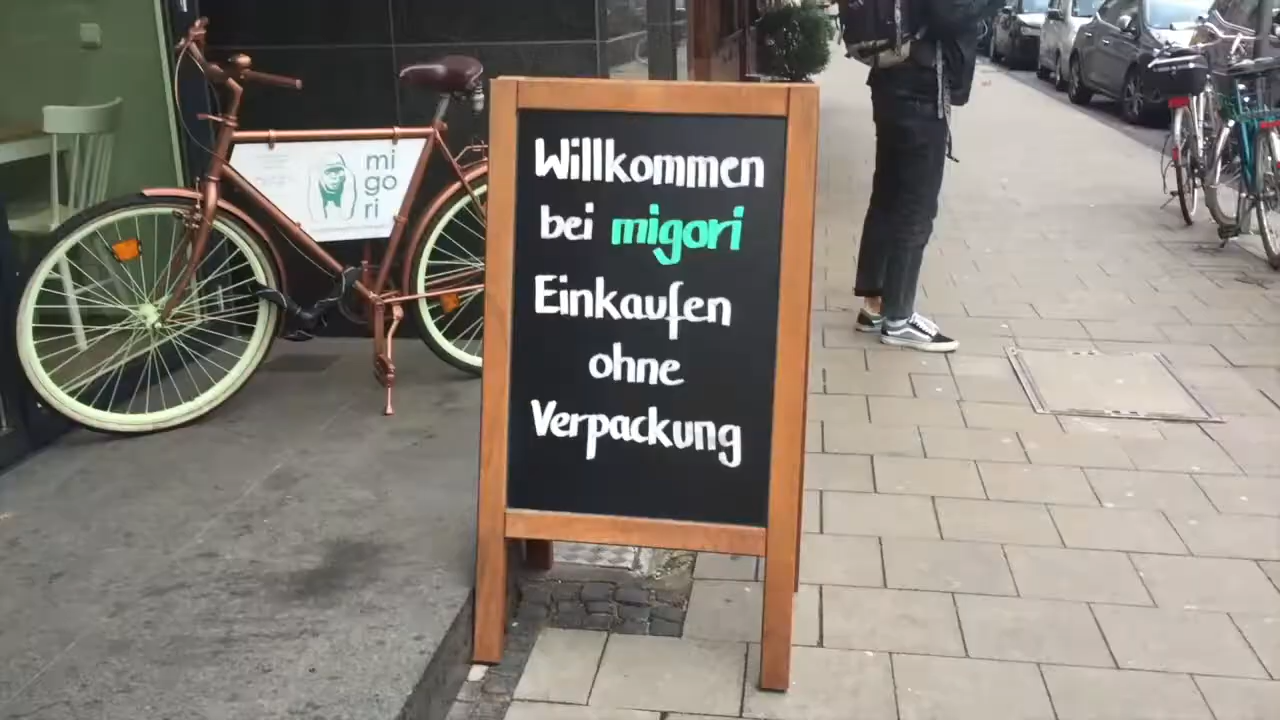 mi
go
ri
Willkommen
bei migori
Einkaufen
ohne
Verpackung